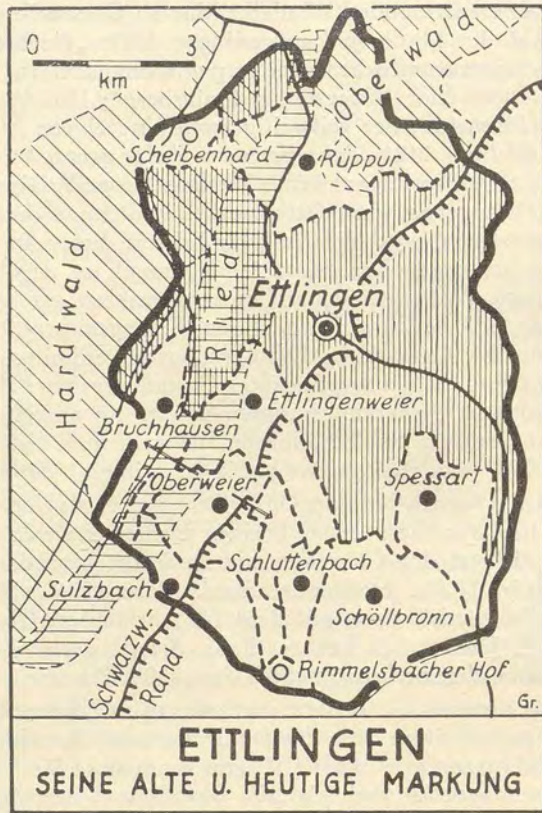 0 3
km
Oberwald
Scheibenhard
Rüppur
Hardtwald
Ried
Ettlingen
Bruchhausen
Ettlingenweier
Oberweier
Spessart
Schluttenbach
Sulzbach
Schöllbronn
Schwarzw.-
Rand
Rimmelsbacher Hof
Gr.
ETTLINGEN
SEINE ALTE U. HEUTIGE MARKUNG